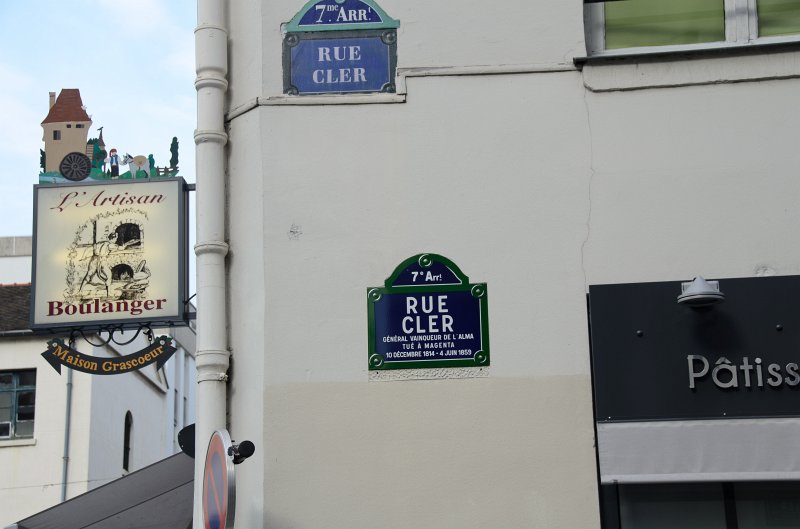 7me Arrt
RUE
CLER
L'Artisan
Boulanger
Maison Grascoeur
7e Arrt
RUE
CLER
GÉNÉRAL VAINQUEUR DE L'ALMA
TUÉ À MAGENTA
10 DÉCEMBRE 1814 - 4 JUIN 1859
Pâtiss